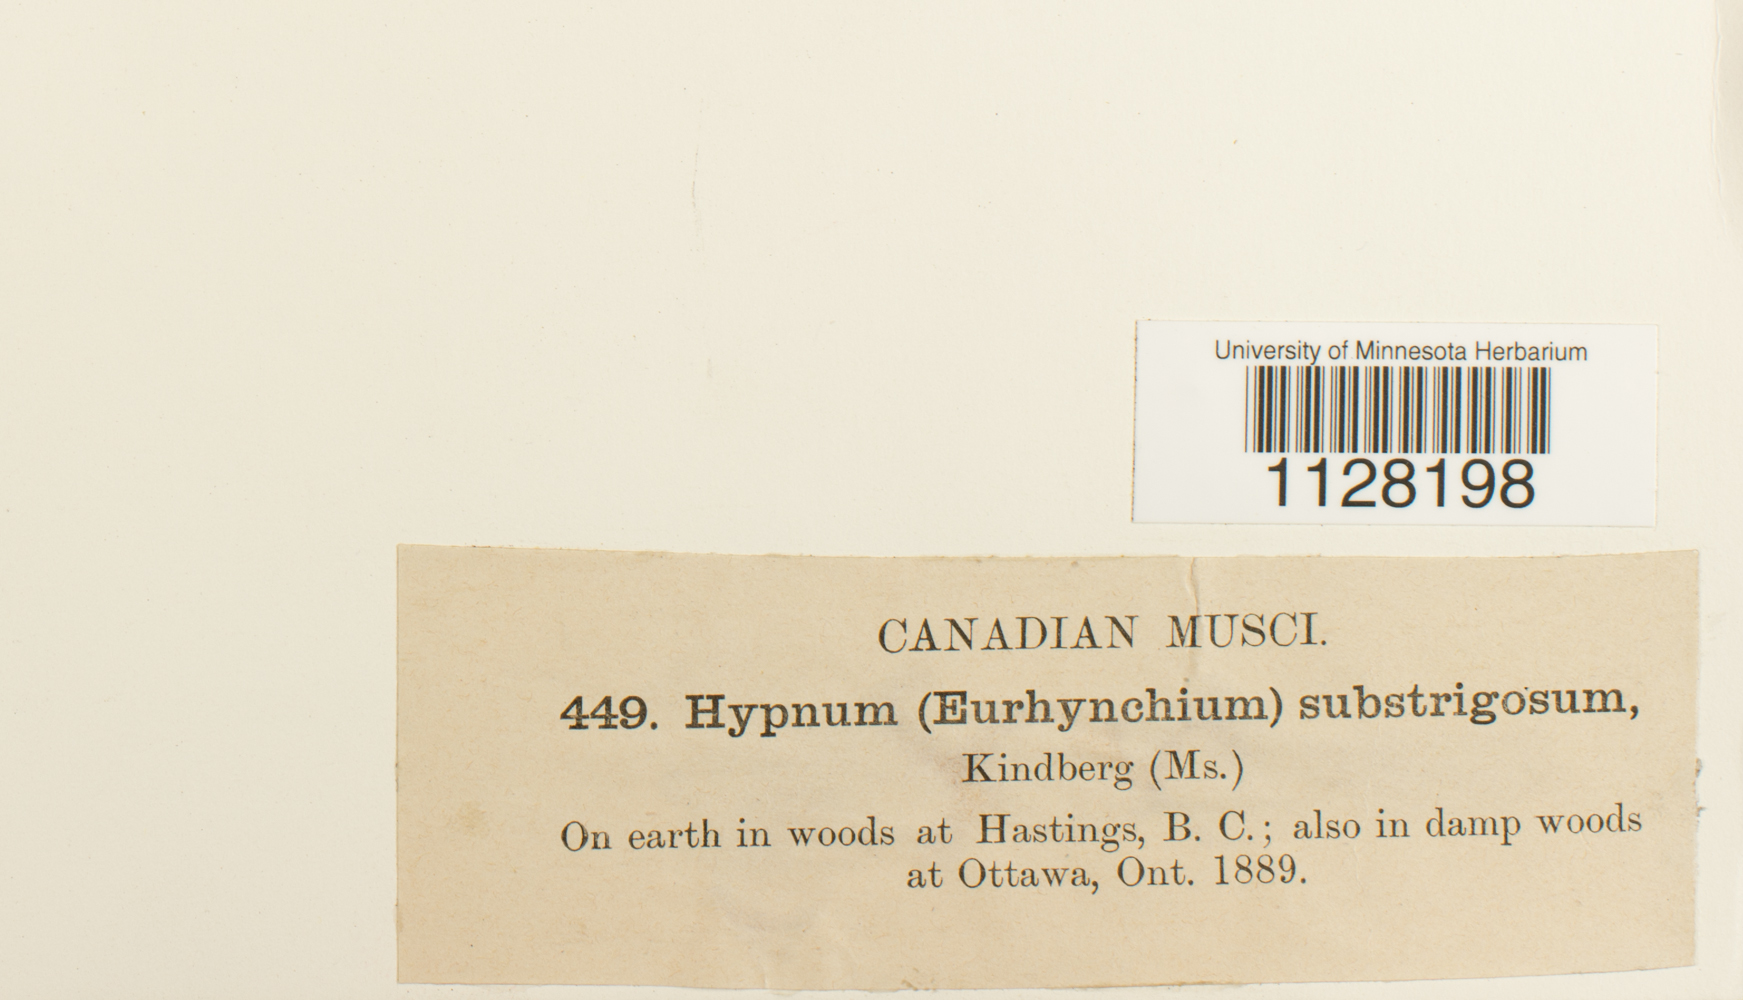 University of Minnesota Herbarium
1128198
CANADIAN MUSCI.
449. Hypnum (Eurhynchium) substrigosum,
Kindberg (Ms.)
On earth in woods at Hastings, B. C.; also in damp woods
at Ottawa, Ont. 1889.